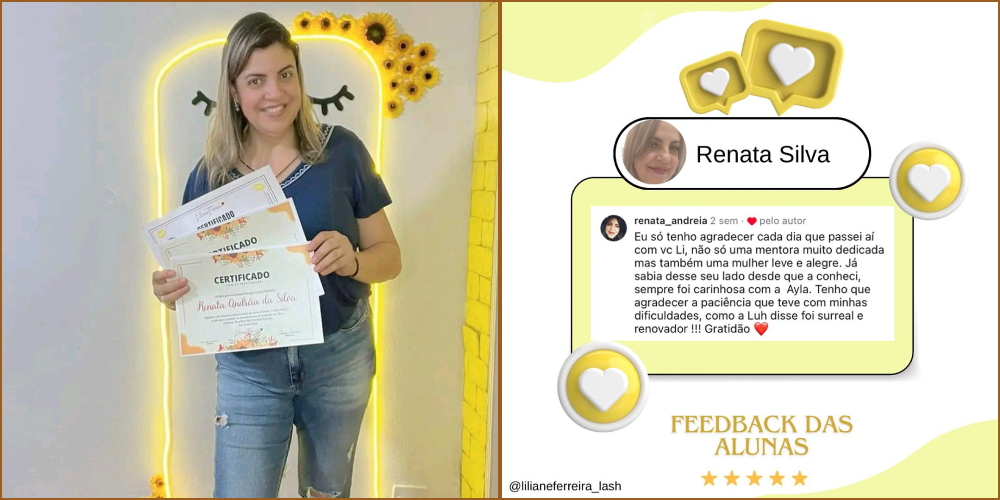 CERTIFICADO
CERTIFICADO
CERTIFICADO
Renata Andréia da Silva
Renata Silva
renata_andreia 2 sem · ❤ pelo autor
Eu só tenho agradecer cada dia que passei aí
com vc Li, não só uma mentora muito dedicada
mas também uma mulher leve e alegre. Já
sabia desse seu lado desde que a conheci,
sempre foi carinhosa com a Ayla. Tenho que
agradecer a paciência que teve com minhas
dificuldades, como a Luh disse foi surreal e
renovador !!! Gratidão ❤️
FEEDBACK DAS
ALUNAS
@lilianeferreira_lash